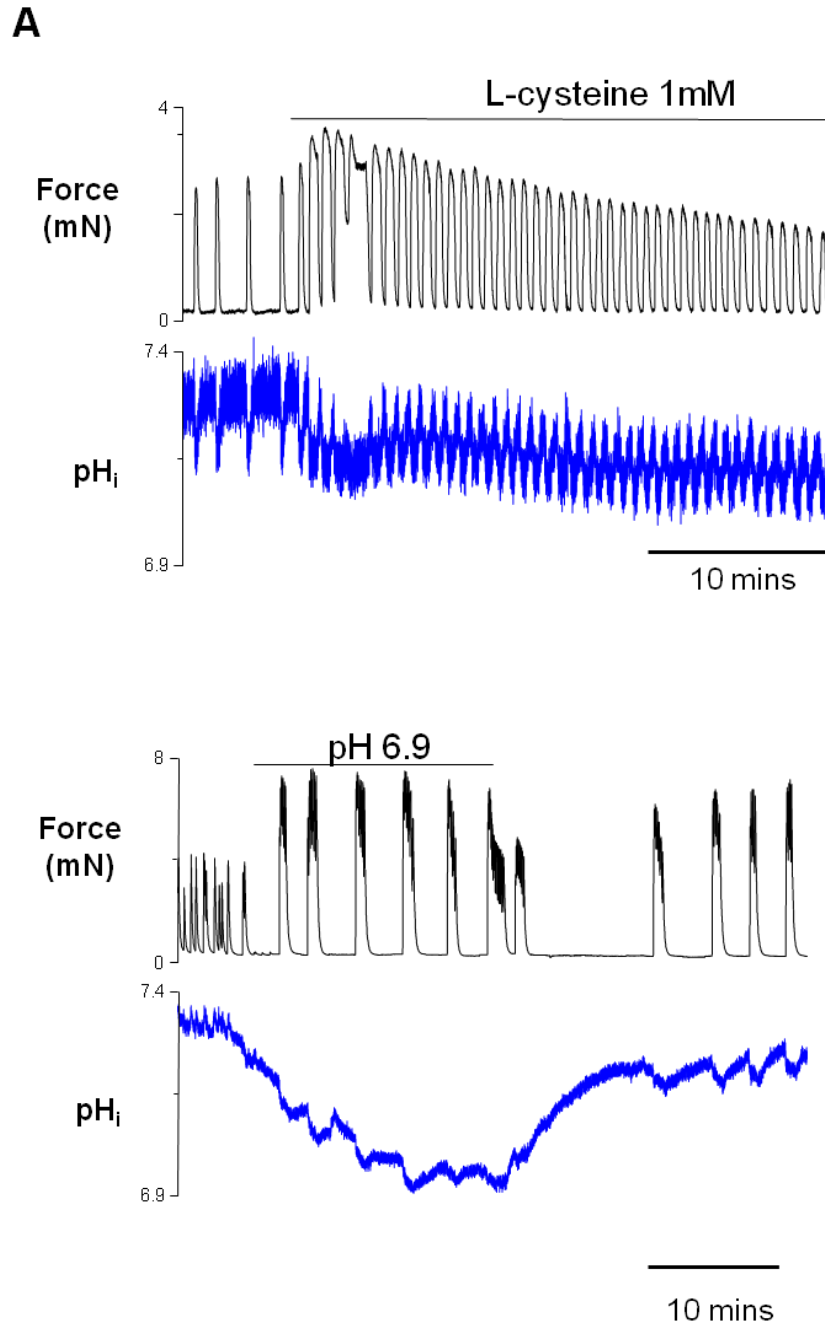 A
L-cysteine 1mM
4
Force
(mN)
0
7.4
pHi
6.9
10 mins
pH 6.9
8
Force
(mN)
0
7.4
pHi
6.9
10 mins